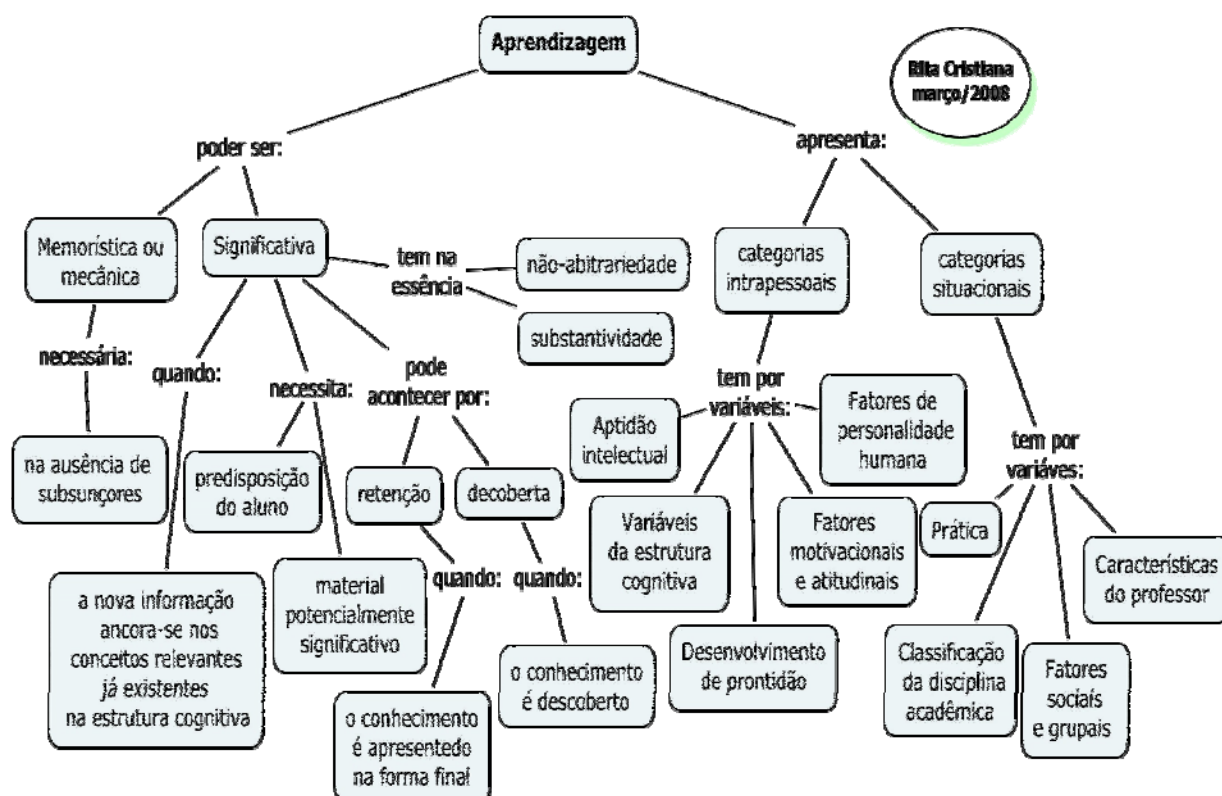 Aprendizagem
Rita Cristiana
março/2008
poder ser:
apresenta:
Memorística ou
mecânica
Significativa
tem na
essência
não-abitrariedade
substantividade
categorias
intrapessoais
categorias
situacionais
necessária:
quando:
necessita:
pode
acontecer por:
tem por
variáveis:
Aptidão
intelectual
Fatores de
personalidade
humana
tem por
variáves:
na ausência de
subsunçores
predisposição
do aluno
retenção
decoberta
Variáveis
da estrutura
cognitiva
Fatores
motivacionais
e atitudinais
Prática
Características
do professor
a nova informação
ancora-se nos
conceitos relevantes
já existentes
na estrutura cognitiva
material
potencialmente
significativo
quando:
quando:
o conhecimento
é apresentedo
na forma final
o conhecimento
é descoberto
Desenvolvimento
de prontidão
Classificação
da disciplina
acadêmica
Fatores
sociais
e grupais